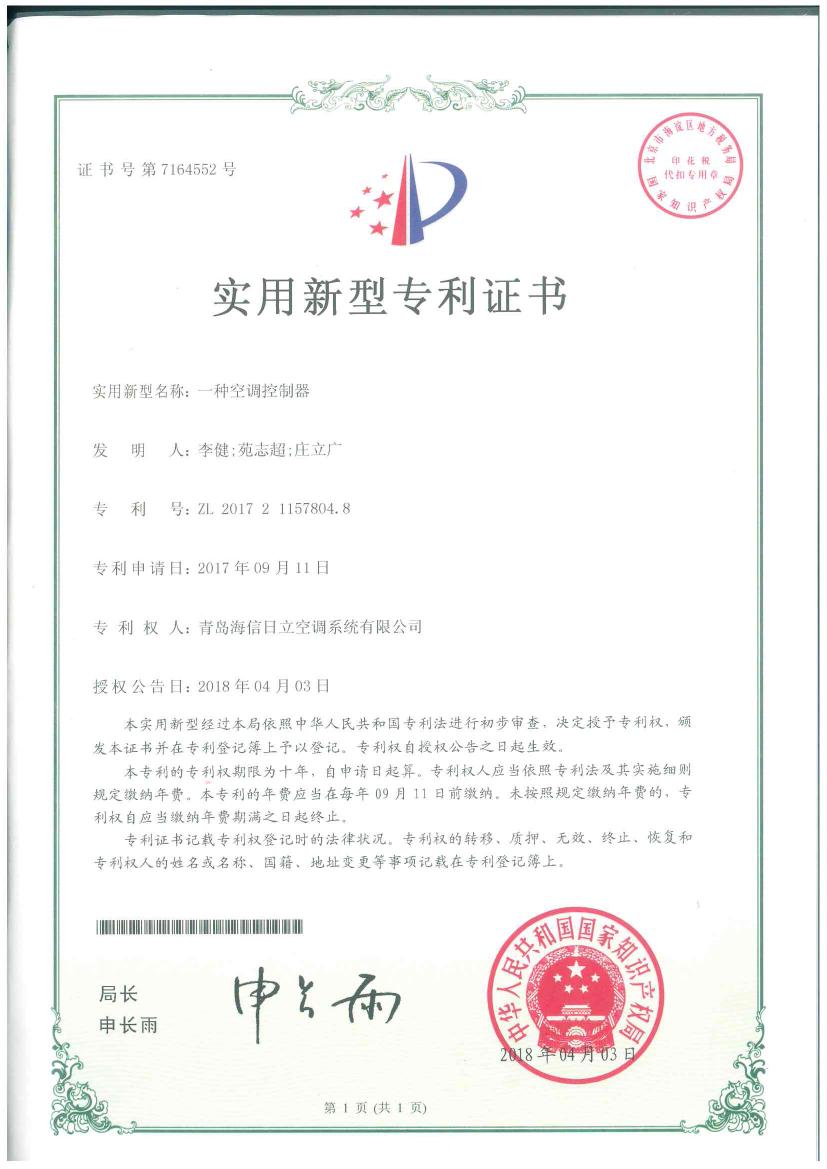 证书号第7164552号
北京市海淀区地方税务局
印花税
代扣专用章
国家知识产权局
实用新型专利证书
实用新型名称：一种空调控制器
发明人：李健;苑志超;庄立广
专利号：ZL 2017 2 1157804.8
专利申请日：2017年09月11日
专利权人：青岛海信日立空调系统有限公司
授权公告日：2018年04月03日
本实用新型经过本局依照中华人民共和国专利法进行初步审查，决定授予专利权，颁
发本证书并在专利登记簿上予以登记。专利权自授权公告之日起生效。
本专利的专利权期限为十年，自申请日起算。专利权人应当依照专利法及其实施细则
规定缴纳年费。本专利的年费应当在每年09月11日前缴纳。未按照规定缴纳年费的，专
利权自应当缴纳年费期满之日起终止。
专利证书记载专利权登记时的法律状况。专利权的转移、质押、无效、终止、恢复和
专利权人的姓名或名称、国籍、地址变更等事项记载在专利登记簿上。
局长
申长雨
申长雨
中华人民共和国国家知识产权局
2018年04月03日
第1页(共1页)